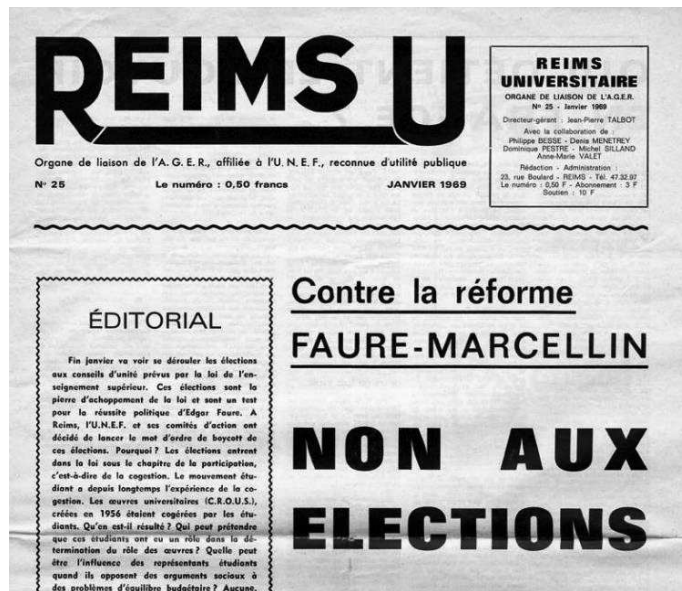 REIMS U
Organe de liaison de l'A. G. E. R., affiliée à l'U. N. E. F., reconnue d'utilité publique
N° 25 Le numéro : 0,50 francs JANVIER 1969
REIMS
UNIVERSITAIRE
ORGANE DE LIAISON DE L'A.G.E.R.
N° 25 - Janvier 1969
Directeur-gérant : Jean-Pierre TALBOT
Avec la collaboration de :
Philippe BESSE - Denis MENETREY
Dominique PESTRE - Michel SILLAND
Anne-Marie VALET
Rédaction - Administration :
23, rue Boulard - REIMS - Tél. 47.32.97
Le numéro : 0,50 F - Abonnement : 3 F
Soutien : 10 F
ÉDITORIAL
Fin janvier va voir se dérouler les élections
aux conseils d'unité prévus par la loi de l'en-
seignement supérieur. Ces élections sont la
pierre d'achoppement de la loi et sont un test
pour la réussite politique d'Edgar Faure. A
Reims, l'U.N.E.F. et ses comités d'action ont
décidé de lancer le mot d'ordre de boycott de
ces élections. Pourquoi ? Les élections entrent
dans la loi sous le chapitre de la participation,
c'est-à-dire de la cogestion. Le mouvement étu-
diant a depuis longtemps l'expérience de la co-
gestion. Les œuvres universitaires (C.R.O.U.S.),
créées en 1956 étaient cogérées par les étu-
diants. Qu'en est-il résulté ? Qui peut prétendre
que ces étudiants ont eu un rôle dans la dé-
termination du rôle des œuvres ? Quelle peut
être l'influence des représentants étudiants
quand ils opposent des arguments sociaux à
des problèmes d'équilibre budgétaire ? Aucune.
Contre la réforme
FAURE-MARCELLIN
NON AUX
ELECTIONS